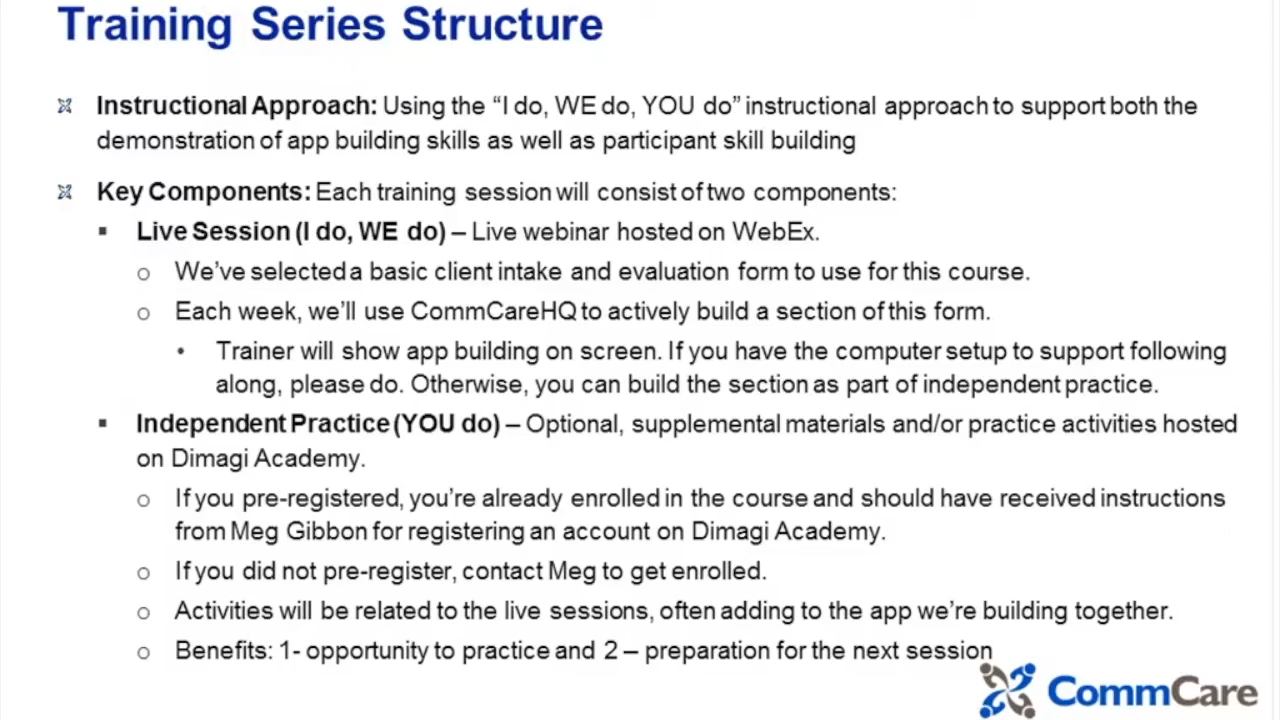 Training Series Structure
Instructional Approach: Using the “I do, WE do, YOU do” instructional approach to support both the
demonstration of app building skills as well as participant skill building
Key Components: Each training session will consist of two components:
Live Session (I do, WE do) – Live webinar hosted on WebEx.
We’ve selected a basic client intake and evaluation form to use for this course.
Each week, we’ll use CommCareHQ to actively build a section of this form.
Trainer will show app building on screen. If you have the computer setup to support following
along, please do. Otherwise, you can build the section as part of independent practice.
Independent Practice (YOU do) – Optional, supplemental materials and/or practice activities hosted
on Dimagi Academy.
If you pre-registered, you’re already enrolled in the course and should have received instructions
from Meg Gibbon for registering an account on Dimagi Academy.
If you did not pre-register, contact Meg to get enrolled.
Activities will be related to the live sessions, often adding to the app we’re building together.
Benefits: 1- opportunity to practice and 2 – preparation for the next session
CommCare